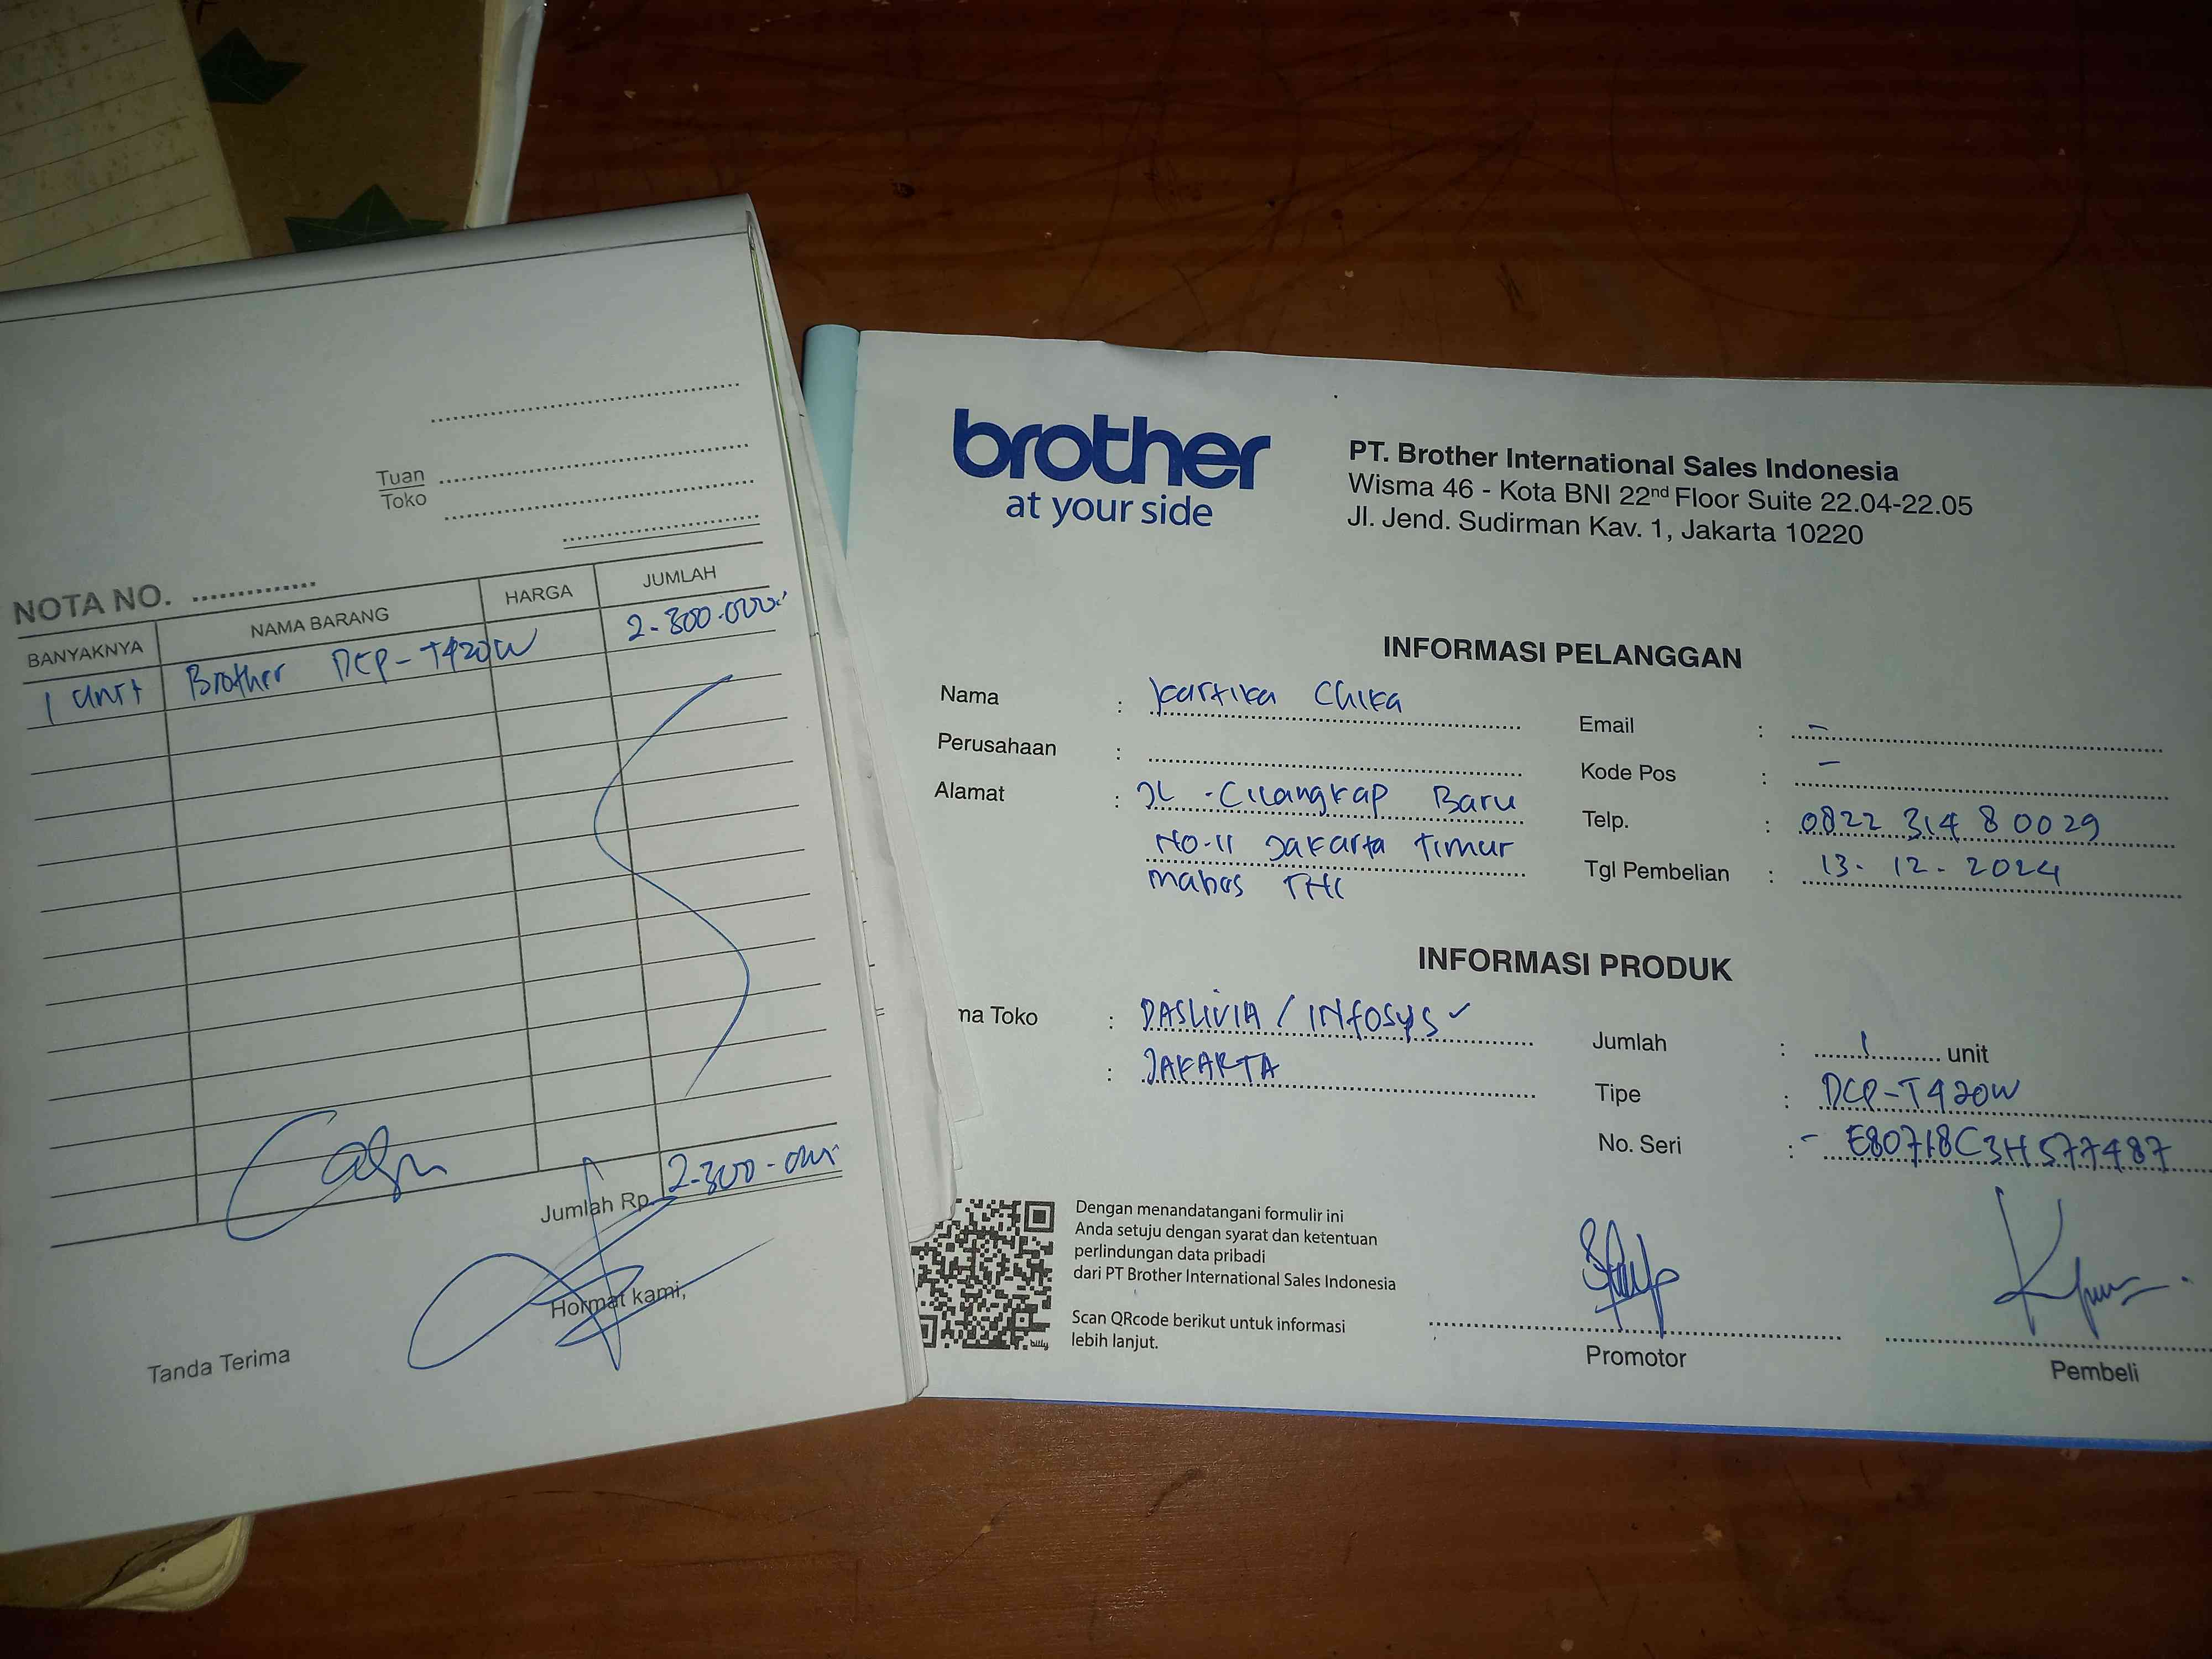 Tuan
Toko
NOTA NO.
BANYAKNYA NAMA BARANG HARGA JUMLAH
1 unit Brother DCP-T420W 2-300-000
Jumlah Rp. 2-300-000
Tanda Terima Hormat kami,
brother
at your side
PT. Brother International Sales Indonesia
Wisma 46 - Kota BNI 22nd Floor Suite 22.04-22.05
Jl. Jend. Sudirman Kav. 1, Jakarta 10220
INFORMASI PELANGGAN
Nama : Kartika Chika
Perusahaan :
Alamat : JL - Cilangkap Baru
No-11 Jakarta Timur
mabes TNI
Email : -
Kode Pos : -
Telp. : 0822 314 8 0029
Tgl Pembelian : 13-12-2024
INFORMASI PRODUK
ma Toko : DASLIVIA / INFOSYS
: JAKARTA
Jumlah : 1 unit
Tipe : DCP-T420W
No. Seri : - E80718C3H577487
Dengan menandatangani formulir ini
Anda setuju dengan syarat dan ketentuan
perlindungan data pribadi
dari PT Brother International Sales Indonesia
Scan QRcode berikut untuk informasi
lebih lanjut.
bitly
Promotor
Pembeli